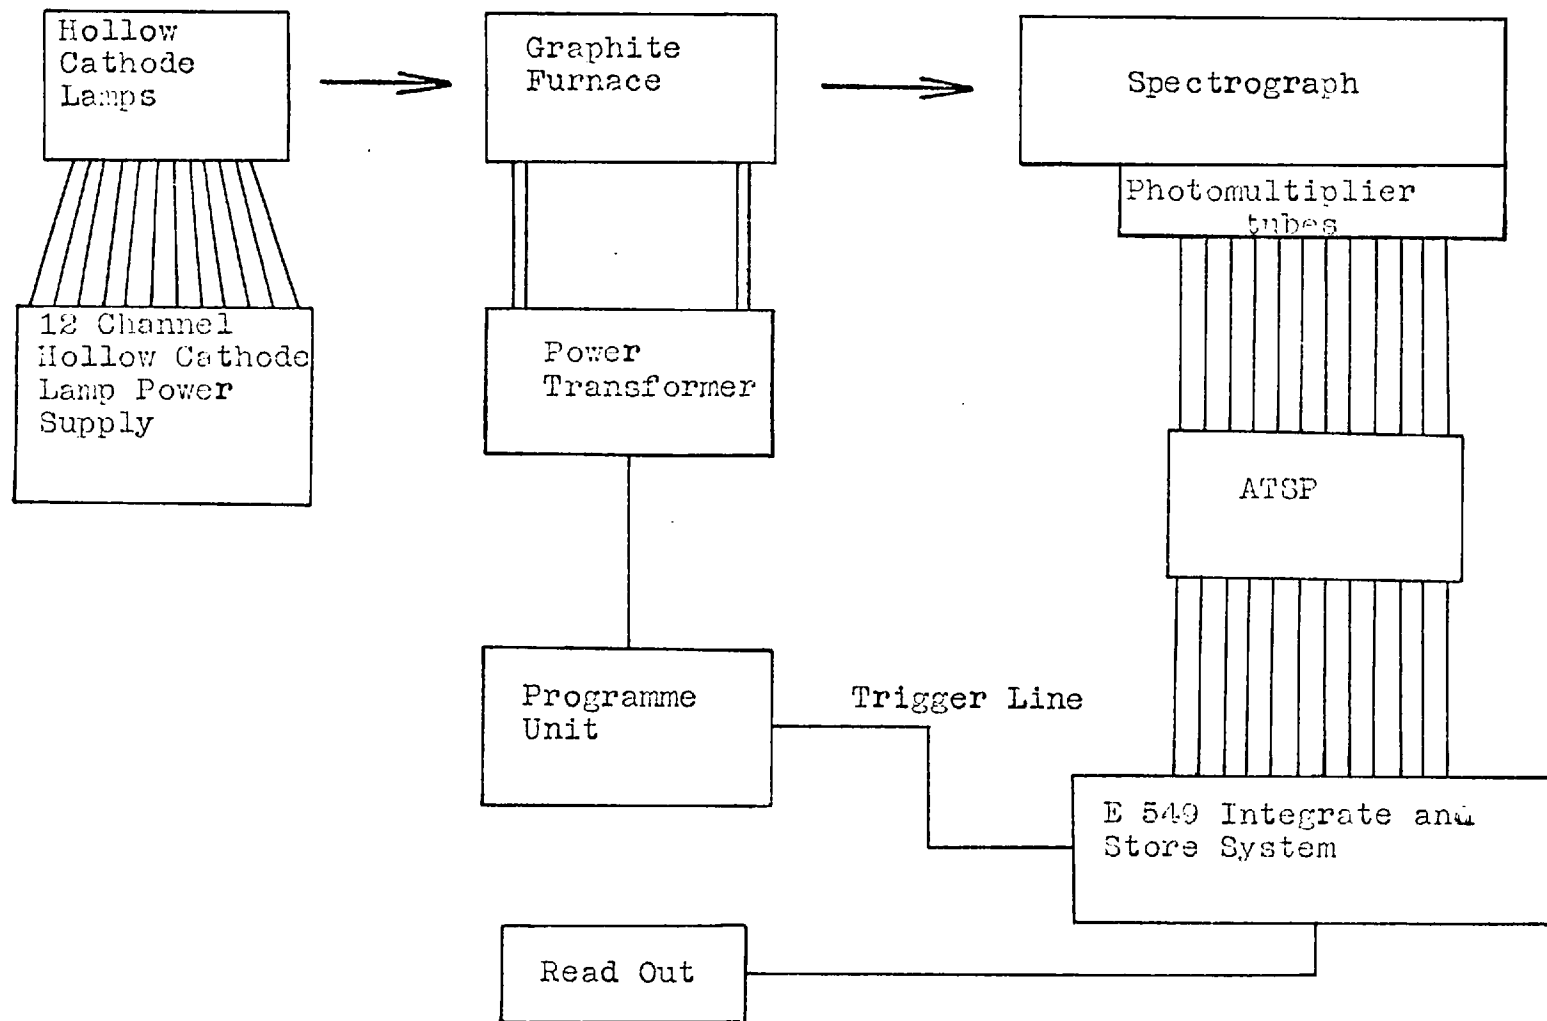 Hollow
Cathode
Lamps
Graphite
Furnace
Spectrograph
Photomultiplier
tubes
12 Channel
Hollow Cathode
Lamp Power
Supply
Power
Transformer
ATSP
Programme
Unit
Trigger Line
E 549 Integrate and
Store System
Read Out